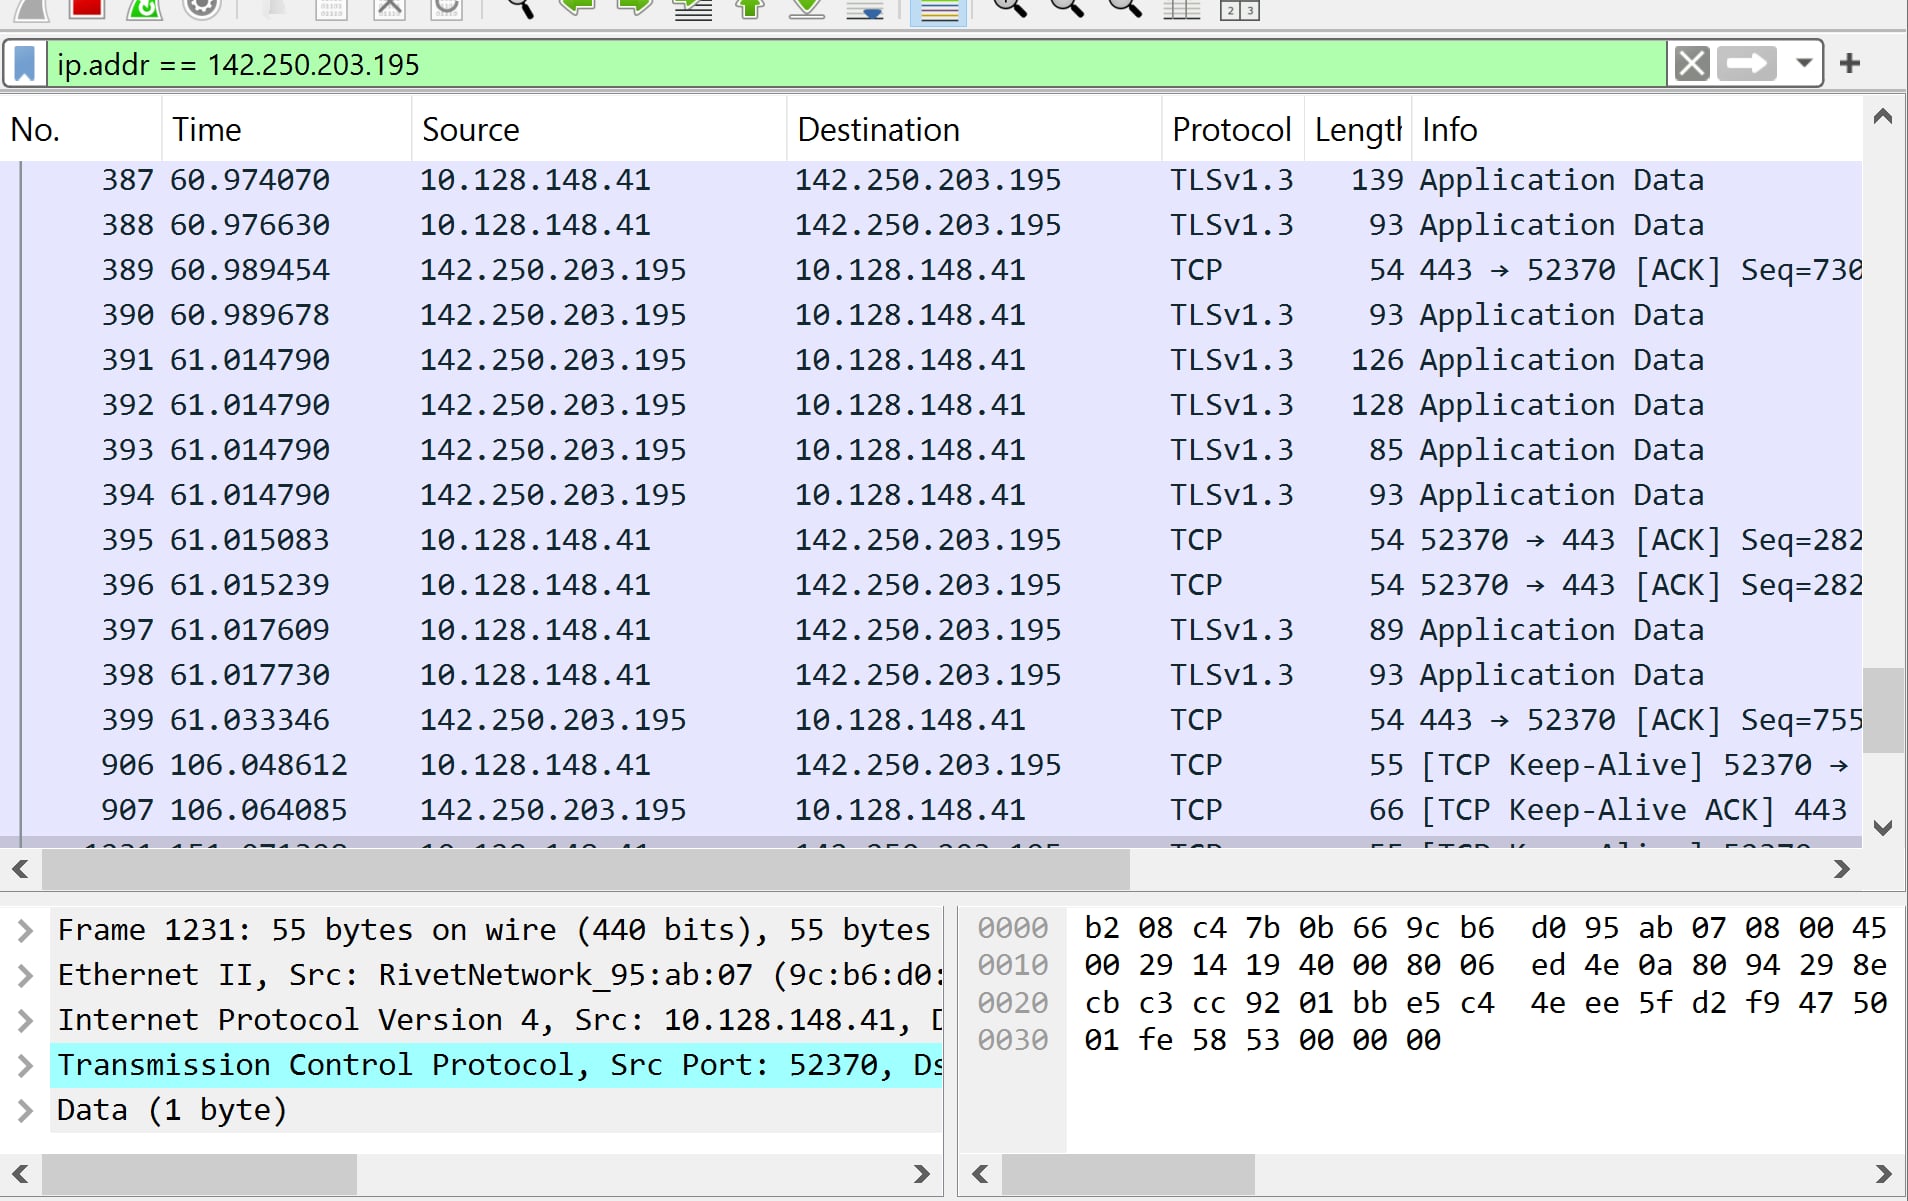 ip.addr == 142.250.203.195
No. Time Source Destination Protocol Length Info
387 60.974070 10.128.148.41 142.250.203.195 TLSv1.3 139 Application Data
388 60.976630 10.128.148.41 142.250.203.195 TLSv1.3 93 Application Data
389 60.989454 142.250.203.195 10.128.148.41 TCP 54 443 → 52370 [ACK] Seq=730
390 60.989678 142.250.203.195 10.128.148.41 TLSv1.3 93 Application Data
391 61.014790 142.250.203.195 10.128.148.41 TLSv1.3 126 Application Data
392 61.014790 142.250.203.195 10.128.148.41 TLSv1.3 128 Application Data
393 61.014790 142.250.203.195 10.128.148.41 TLSv1.3 85 Application Data
394 61.014790 142.250.203.195 10.128.148.41 TLSv1.3 93 Application Data
395 61.015083 10.128.148.41 142.250.203.195 TCP 54 52370 → 443 [ACK] Seq=282
396 61.015239 10.128.148.41 142.250.203.195 TCP 54 52370 → 443 [ACK] Seq=282
397 61.017609 10.128.148.41 142.250.203.195 TLSv1.3 89 Application Data
398 61.017730 10.128.148.41 142.250.203.195 TLSv1.3 93 Application Data
399 61.033346 142.250.203.195 10.128.148.41 TCP 54 443 → 52370 [ACK] Seq=755
906 106.048612 10.128.148.41 142.250.203.195 TCP 55 [TCP Keep-Alive] 52370 →
907 106.064085 142.250.203.195 10.128.148.41 TCP 66 [TCP Keep-Alive ACK] 443
Frame 1231: 55 bytes on wire (440 bits), 55 bytes
Ethernet II, Src: RivetNetwork_95:ab:07 (9c:b6:d0:
Internet Protocol Version 4, Src: 10.128.148.41, D
Transmission Control Protocol, Src Port: 52370, Ds
Data (1 byte)
0000 b2 08 c4 7b 0b 66 9c b6 d0 95 ab 07 08 00 45
0010 00 29 14 19 40 00 80 06 ed 4e 0a 80 94 29 8e
0020 cb c3 cc 92 01 bb e5 c4 4e ee 5f d2 f9 47 50
0030 01 fe 58 53 00 00 00